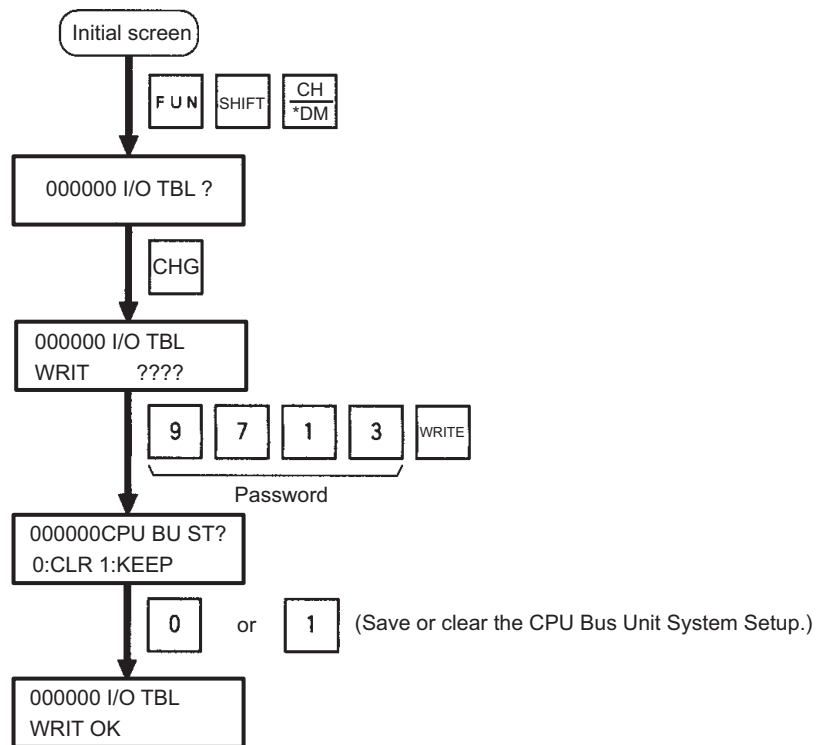 Initial screen
FUN SHIFT CH
*DM
000000 I/O TBL ?
CHG
000000 I/O TBL
WRIT ????
9 7 1 3 WRITE
Password
000000CPU BU ST?
0:CLR 1:KEEP
0 or 1 (Save or clear the CPU Bus Unit System Setup.)
000000 I/O TBL
WRIT OK